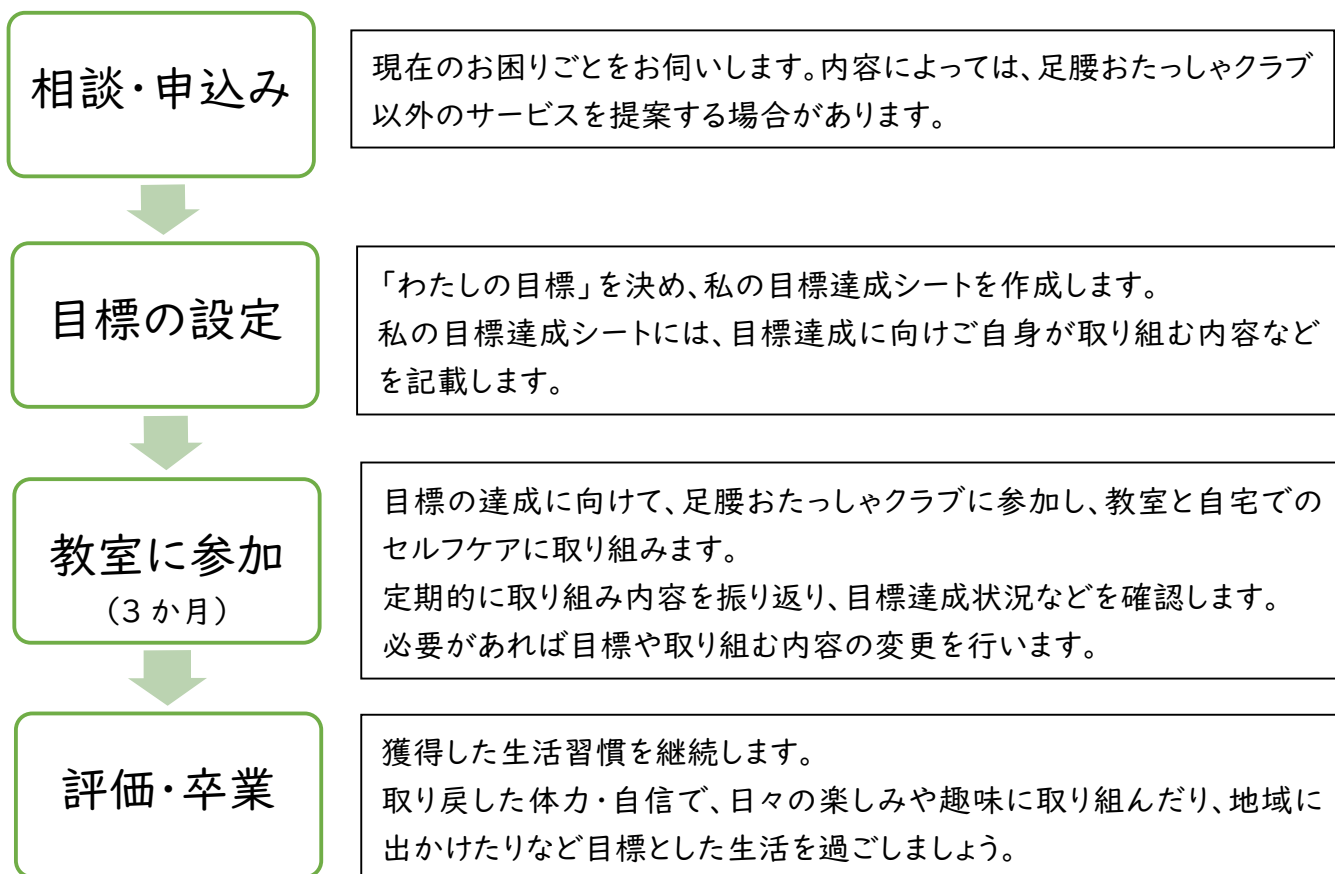 相談・申込み
現在のお困りごとをお伺いします。内容によっては、足腰おたっしゃクラブ
以外のサービスを提案する場合があります。
目標の設定
「わたしの目標」を決め、私の目標達成シートを作成します。
私の目標達成シートには、目標達成に向けご自身が取り組む内容など
を記載します。
教室に参加
（3か月）
目標の達成に向けて、足腰おたっしゃクラブに参加し、教室と自宅での
セルフケアに取り組みます。
定期的に取り組み内容を振り返り、目標達成状況などを確認します。
必要があれば目標や取り組む内容の変更を行います。
評価・卒業
獲得した生活習慣を継続します。
取り戻した体力・自信で、日々の楽しみや趣味に取り組んだり、地域に
出かけたりなど目標とした生活を過ごしましょう。